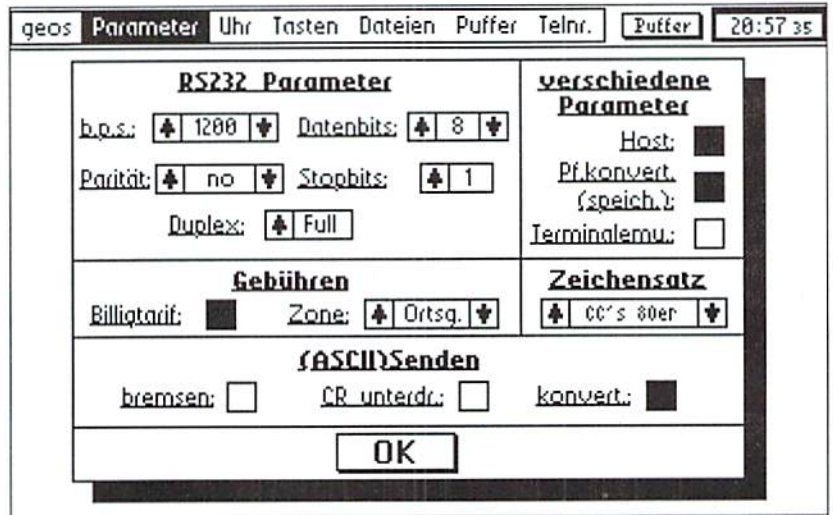 geos Parameter Uhr Tasten Dateien Puffer Telnr. Puffer 20:57 35
RS232 Parameter
b.p.s.: 1200 Datenbits: 8
Parität: no Stopbits: 1
Duplex: Full
verschiedene
Parameter
Host:
Pf.konvert.
(speich.):
Terminalemu.:
Gebühren
Billigtarif: Zone: Ortsg.
Zeichensatz
CC's 80er
(ASCII)Senden
bremsen: CR unterdr.: konvert.:
OK